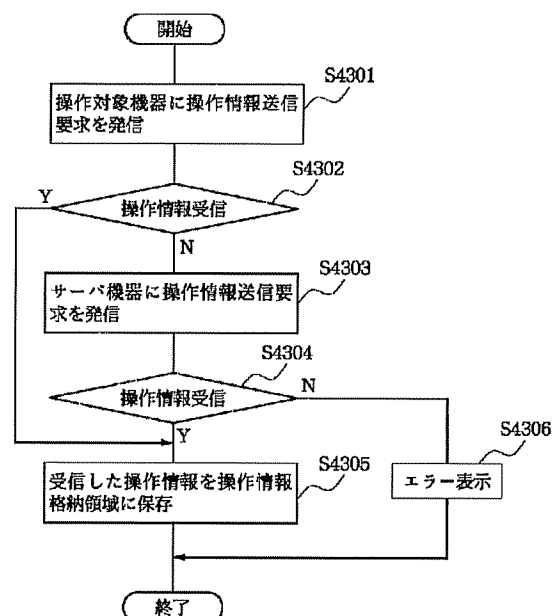 開始
S4301
操作対象機器に操作情報送信
要求を発信
S4302
Y
操作情報受信
N
S4303
サーバ機器に操作情報送信要
求を発信
S4304
操作情報受信
N
Y
S4305
S4306
受信した操作情報を操作情報
格納領域に保存
エラー表示
終了